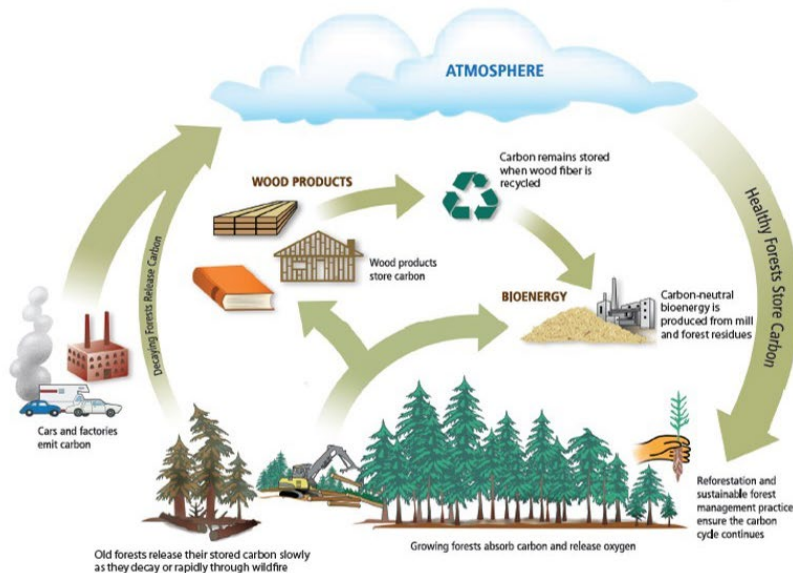 ATMOSPHERE
Carbon remains stored
when wood fiber is
recycled
WOOD PRODUCTS
Wood products
store carbon
BIOENERGY
Carbon-neutral
bioenergy is
produced from mill
and forest residues
Healthy Forests Store Carbon
Decaying Forests Release Carbon
Cars and factories
emit carbon
Reforestation and
sustainable forest
management practice
ensure the carbon
cycle continues
Growing forests absorb carbon and release oxygen
Old forests release their stored carbon slowly
as they decay or rapidly through wildfire